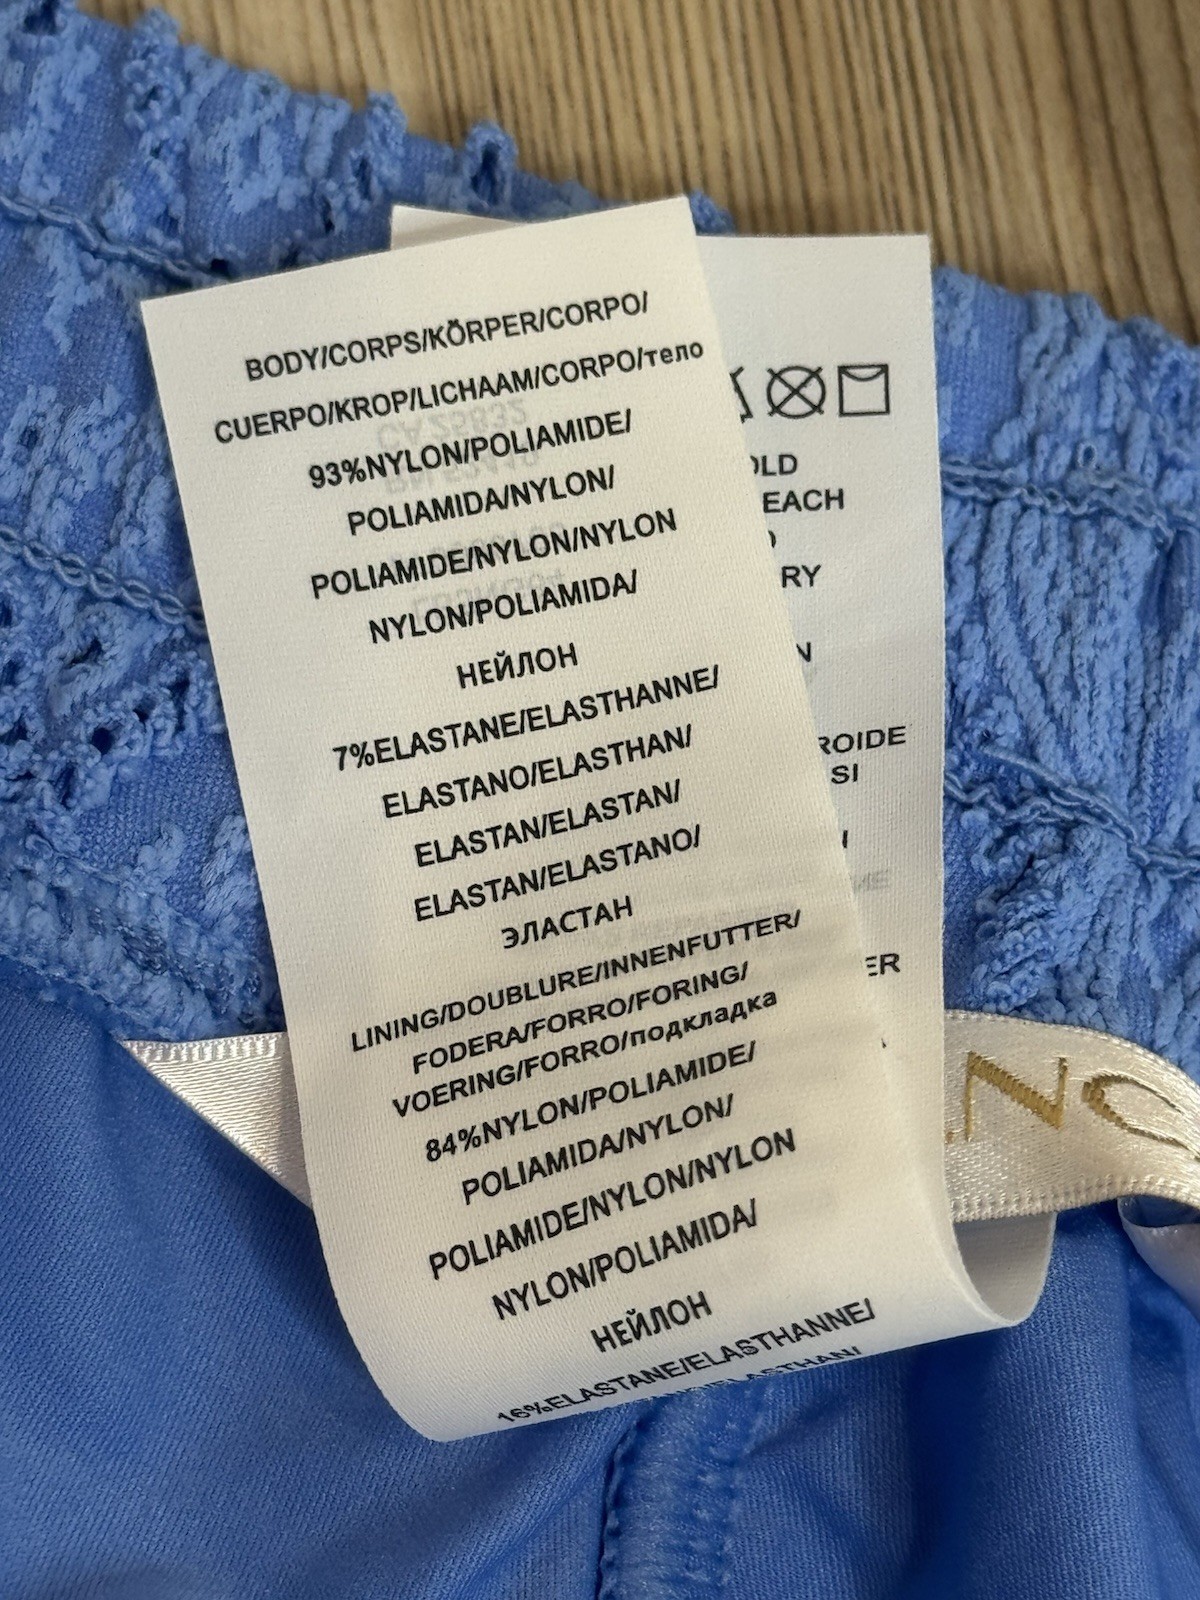 BODY/CORPS/KÖRPER/CORPO/
CUERPO/KROP/LICHAAM/CORPO/тело
93%NYLON/POLIAMIDE/
POLIAMIDA/NYLON/
POLIAMIDE/NYLON/NYLON
NYLON/POLIAMIDA/
НЕЙЛОН
7%ELASTANE/ELASTHANNE/
ELASTANO/ELASTHAN/
ELASTAN/ELASTAN/
ELASTAN/ELASTANO/
ЭЛАСТАН
LINING/DOUBLURE/INNENFUTTER/
FODERA/FORRO/FORING/
VOERING/FORRO/подкладка
84%NYLON/POLIAMIDE/
POLIAMIDA/NYLON/
POLIAMIDE/NYLON/NYLON
NYLON/POLIAMIDA/
НЕЙЛОН
16%ELASTANE/ELASTHANNE/
OLD
EACH
RY
N
ROIDE
SI
ER